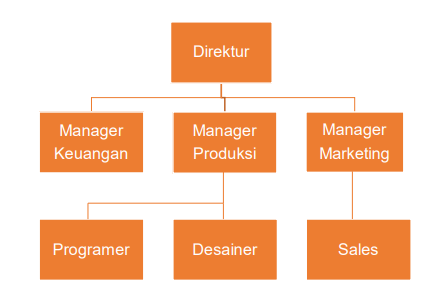 Direktur
Manager
Keuangan
Manager
Produksi
Manager
Marketing
Programer
Desainer
Sales